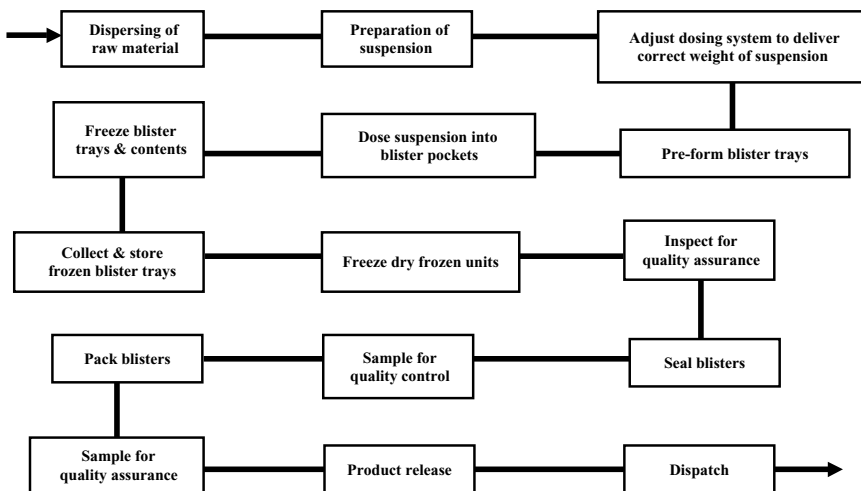 Dispersing of
raw material
Preparation of
suspension
Adjust dosing system to deliver
correct weight of suspension
Pre-form blister trays
Dose suspension into
blister pockets
Freeze blister
trays & contents
Collect & store
frozen blister trays
Freeze dry frozen units
Inspect for
quality assurance
Seal blisters
Sample for
quality control
Pack blisters
Sample for
quality assurance
Product release
Dispatch